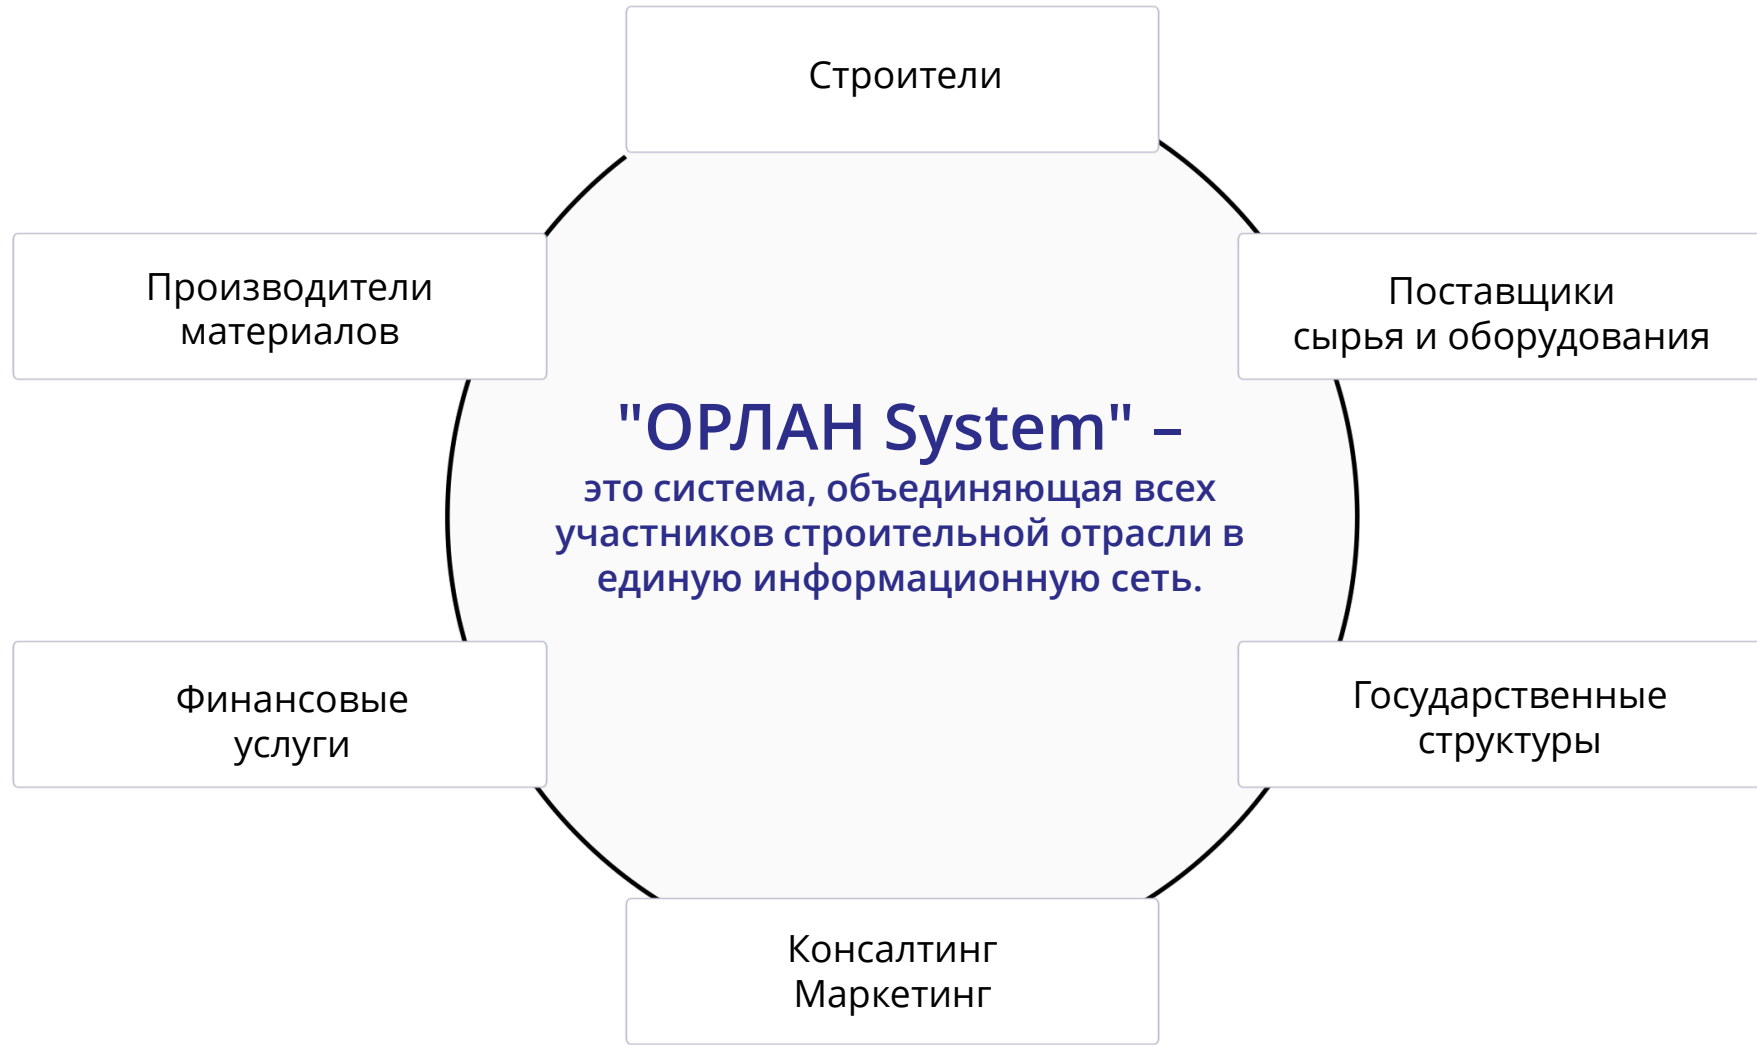 Строители
Производители
материалов
Поставщики
сырья и оборудования
"ОРЛАН System" –
это система, объединяющая всех
участников строительной отрасли в
единую информационную сеть.
Финансовые
услуги
Государственные
структуры
Консалтинг
Маркетинг